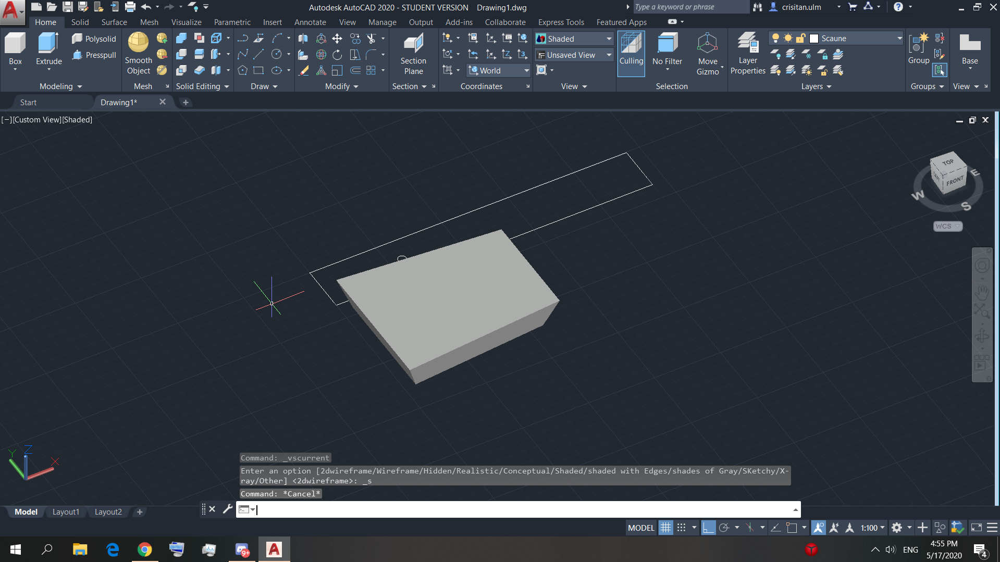 Autodesk AutoCAD 2020 - STUDENT VERSION Drawing1.dwg
Type a keyword or phrase
crisitan.ulm
Home Solid Surface Mesh Visualize Parametric Insert Annotate View Manage Output Add-ins Collaborate Express Tools Featured Apps
Box
Extrude
Polysolid
Presspull
Modeling
Smooth
Object
Mesh
Solid Editing
Draw
Modify
Section
Plane
Section
World
Coordinates
Shaded
Unsaved View
View
Culling
No Filter
Move
Gizmo
Selection
Layer
Properties
Scaune
Layers
Group
Groups
Base
View
Start
Drawing1*
[−][Custom View][Shaded]
TOP
LEFT
FRONT
E
W
S
WCS
Y
Z
X
Command: _vscurrent
Enter an option [2dwireframe/Wireframe/Hidden/Realistic/Conceptual/Shaded/shaded with Edges/shades of Gray/SKetchy/X-
ray/Other] <2dwireframe>: _s
Command: *Cancel*
Model Layout1 Layout2
MODEL
1:100
9+
ENG
4:55 PM
5/17/2020
4